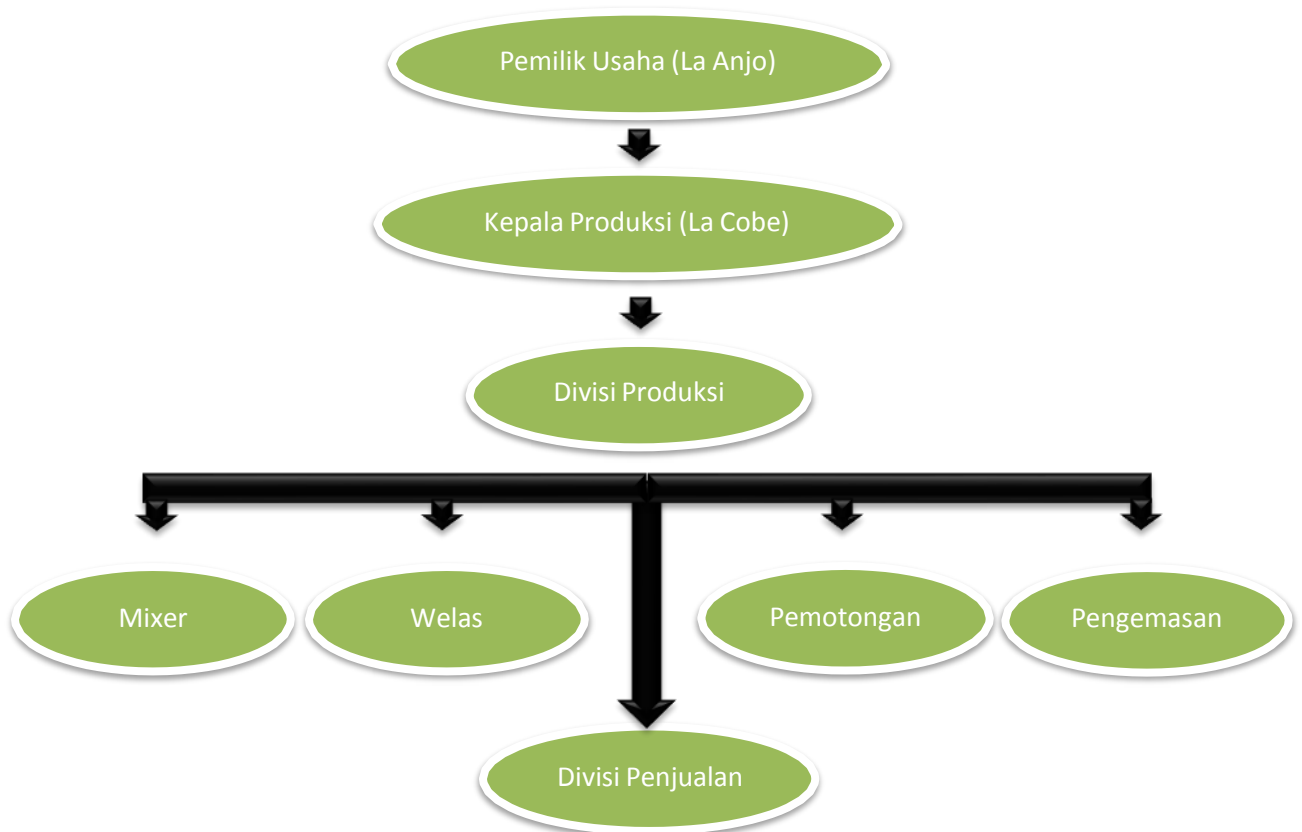 Pemilik Usaha (La Anjo)
Kepala Produksi (La Cobe)
Divisi Produksi
Mixer
Welas
Pemotongan
Pengemasan
Divisi Penjualan